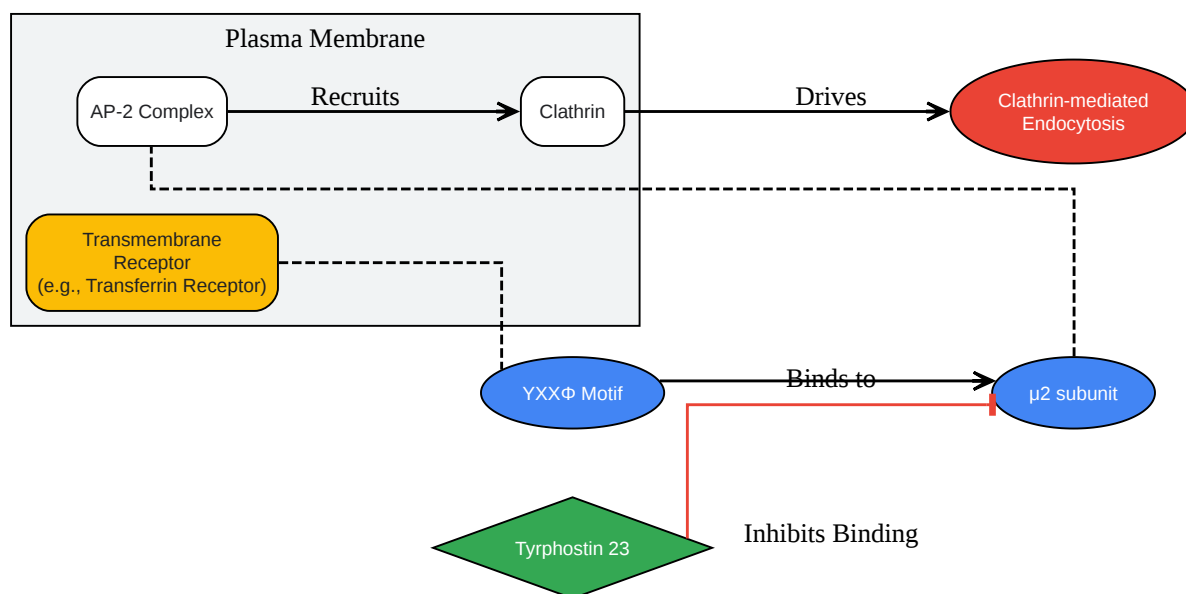 Plasma Membrane
AP-2 Complex
Recruits
Clathrin
Drives
Clathrin-mediated
Endocytosis
Transmembrane
Receptor
(e.g., Transferrin Receptor)
YXXΦ Motif
Binds to
μ2 subunit
Tyrphostin 23
Inhibits Binding